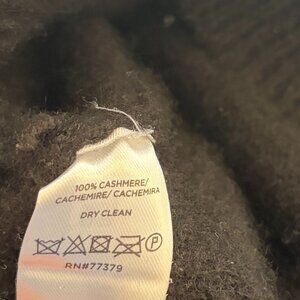 100% CASHMERE/
CACHEMIRE/ CACHEMIRA
DRY CLEAN
P
RN#77379